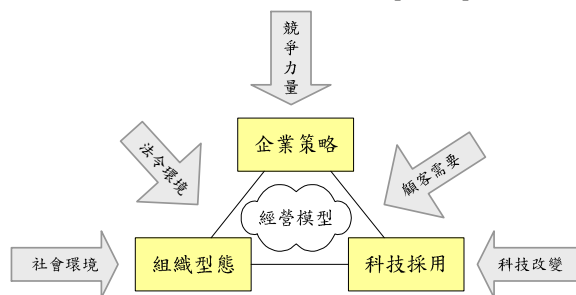 競爭力量
企業策略
法令環境
顧客需要
經營模型
社會環境
組織型態
科技採用
科技改變